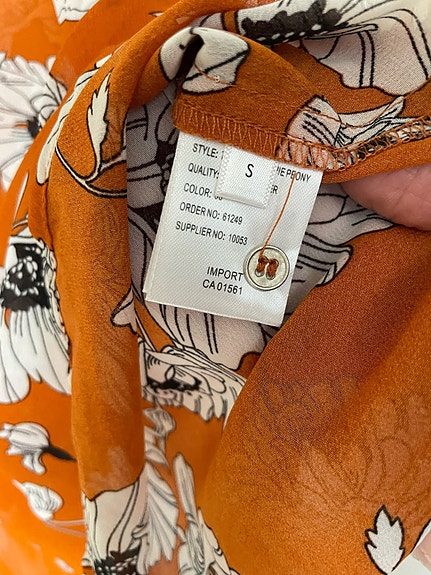 STYLE:
S
PEONY
QUALITY:
COLOR:
ORDER NO: 61249
SUPPLIER NO: 10053
IMPORT
CA 01561